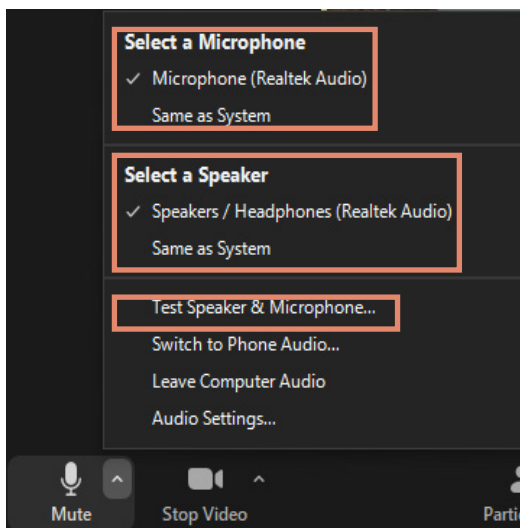 Select a Microphone
Microphone (Realtek Audio)
Same as System
Select a Speaker
Speakers / Headphones (Realtek Audio)
Same as System
Test Speaker & Microphone...
Switch to Phone Audio...
Leave Computer Audio
Audio Settings...
Mute Stop Video